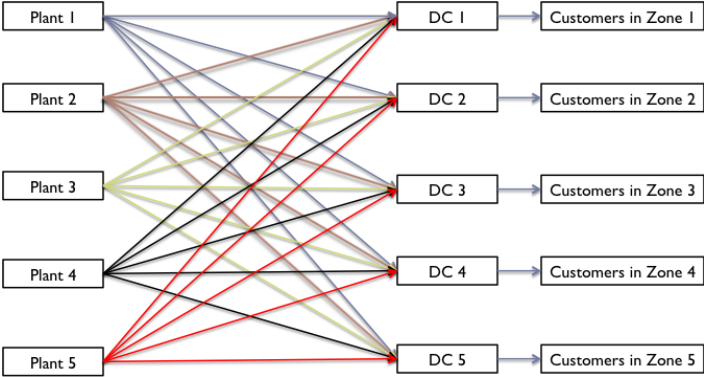 Plant 1
DC 1
Customers in Zone 1
Plant 2
DC 2
Customers in Zone 2
Plant 3
DC 3
Customers in Zone 3
Plant 4
DC 4
Customers in Zone 4
Plant 5
DC 5
Customers in Zone 5